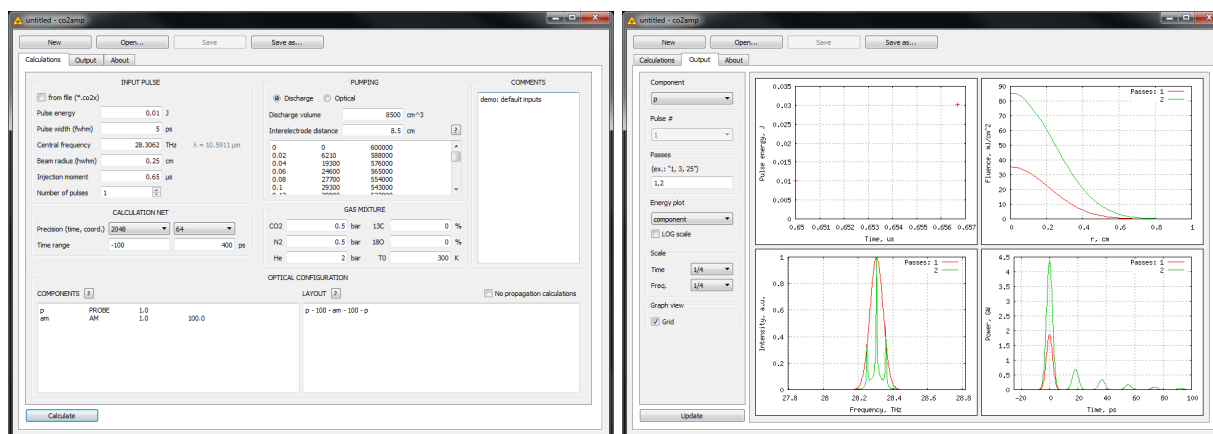 untitled - co2amp
New Open... Save Save as...
Calculations Output About
INPUT PULSE
from file (*.co2x)
Pulse energy 0.01 J
Pulse width (fwhm) 5 ps
Central frequency 28.3062 THz λ = 10.5911 μm
Beam radius (hwhm) 0.25 cm
Injection moment 0.65 μs
Number of pulses 1
PUMPING
Discharge Optical
Discharge volume 8500 cm^3
Interelectrode distance 8.5 cm ?
0 0 600000
0.02 6210 588000
0.04 19300 576000
0.06 24600 565000
0.08 27700 554000
0.1 29300 543000
COMMENTS
demo: default inputs
CALCULATION NET
Precision (time, coord.) 2048 64
Time range -100 400 ps
GAS MIXTURE
CO2 0.5 bar 13C 0 %
N2 0.5 bar 18O 0 %
He 2 bar T0 300 K
OPTICAL CONFIGURATION
COMPONENTS ? LAYOUT ? No propagation calculations
p PROBE 1.0
am AM 1.0 100.0
p - 100 - am - 100 - p
Calculate
untitled - co2amp
New Open... Save Save as...
Calculations Output About
Component
p
Pulse #
1
Passes
(ex.: "1, 3, 25")
1,2
Energy plot
component
LOG scale
Scale
Time 1/4
Freq. 1/4
Graph view
Grid
Update
Pulse energy, J
0.035
0.03
0.025
0.02
0.015
0.01
0.005
0
0.65 0.651 0.652 0.653 0.654 0.655 0.656 0.657
Time, us
Fluence, mJ/cm^2
90
80
70
60
50
40
30
20
10
0
Passes: 1
2
0 0.2 0.4 0.6 0.8 1
r, cm
Intensity, a.u.
1
0.8
0.6
0.4
0.2
0
Passes: 1
2
27.8 28 28.2 28.4 28.6 28.8
Frequency, THz
Power, GW
4.5
4
3.5
3
2.5
2
1.5
1
0.5
0
Passes: 1
2
-20 0 20 40 60 80 100
Time, ps